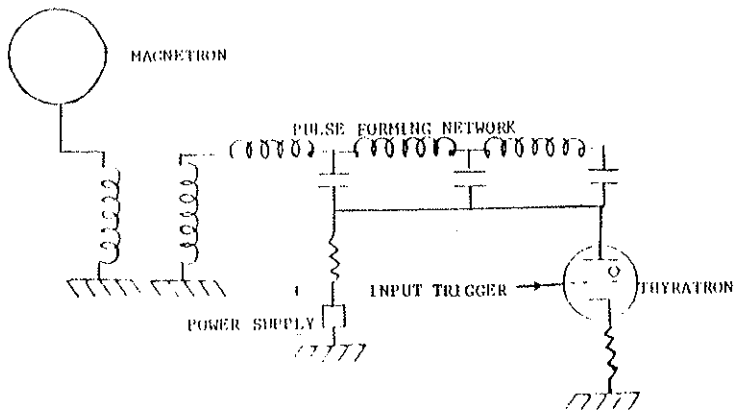 MAGNETRON
PULSE FORMING NETWORK
INPUT TRIGGER
THYRATRON
POWER SUPPLY